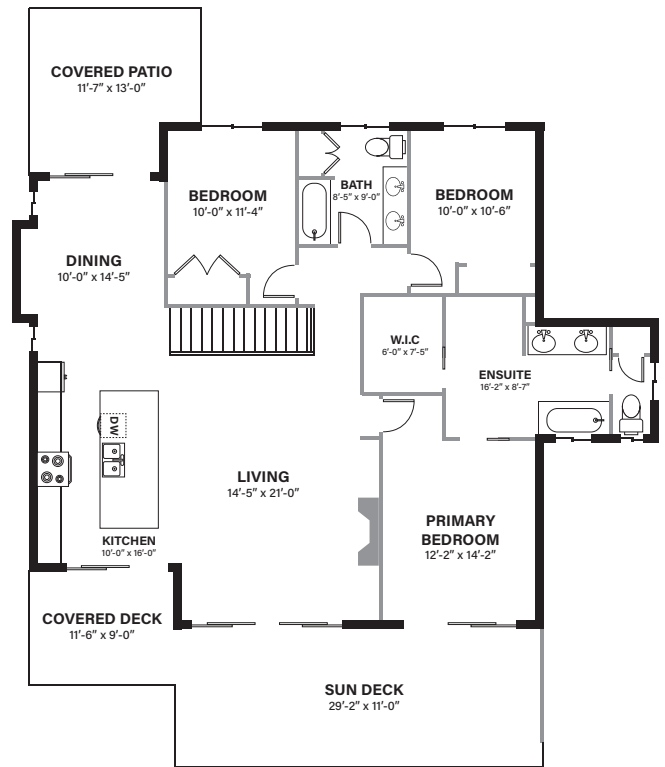 COVERED PATIO
11'-7" x 13'-0"
BEDROOM
10'-0" x 11'-4"
BATH
8'-5" x 9'-0"
BEDROOM
10'-0" x 10'-6"
DINING
10'-0" x 14'-5"
W.I.C
6'-0" x 7'-5"
ENSUITE
16'-2" x 8'-7"
DW
LIVING
14'-5" x 21'-0"
KITCHEN
10'-0" x 16'-0"
PRIMARY
BEDROOM
12'-2" x 14'-2"
COVERED DECK
11'-6" x 9'-0"
SUN DECK
29'-2" x 11'-0"